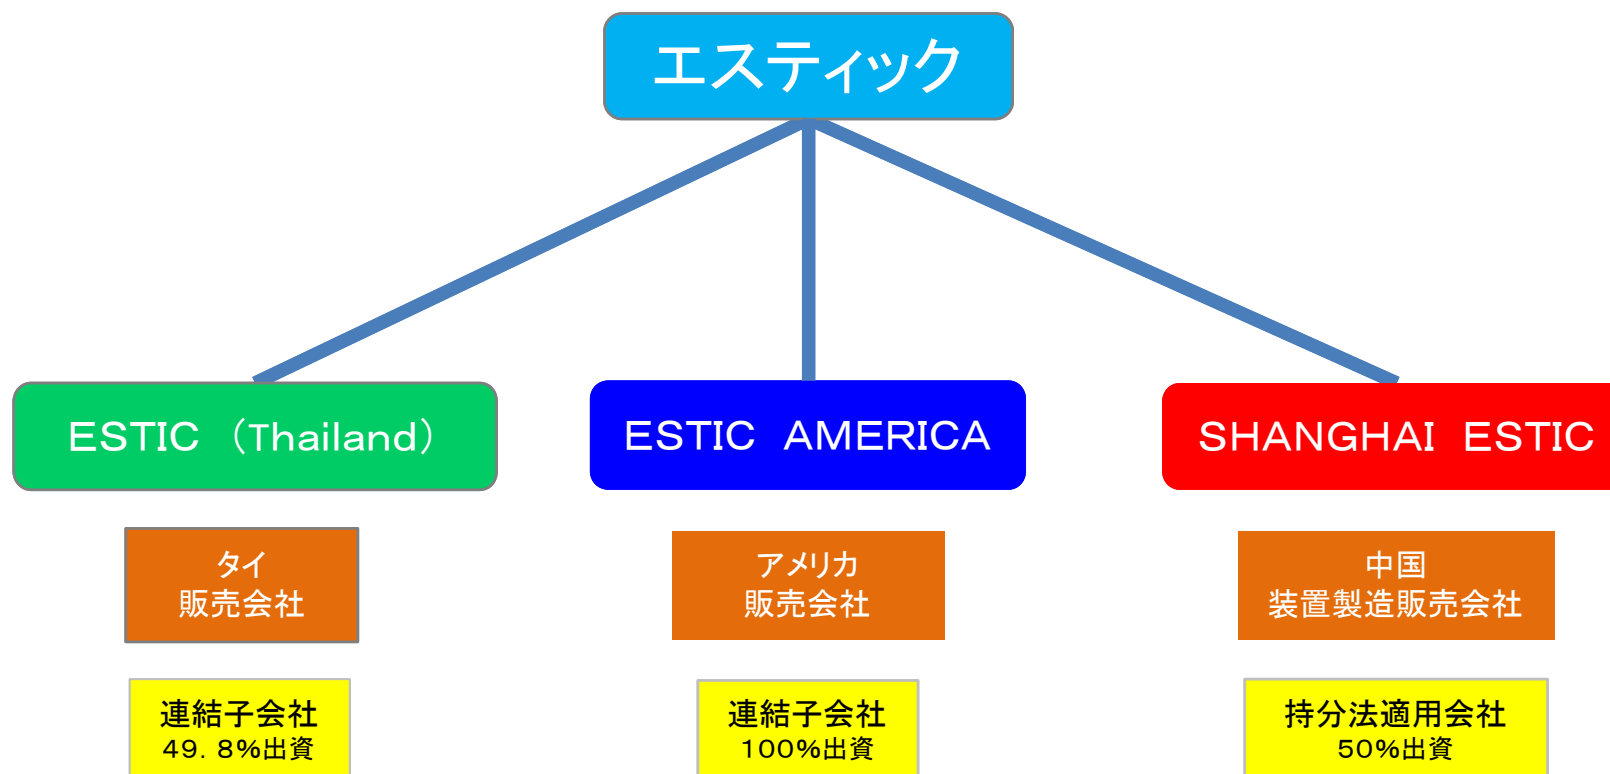 エスティック
ESTIC （Thailand）
ESTIC　AMERICA
SHANGHAI　ESTIC
タイ
販売会社
アメリカ
販売会社
中国
装置製造販売会社
連結子会社
49．8%出資
連結子会社
100%出資
持分法適用会社
50%出資